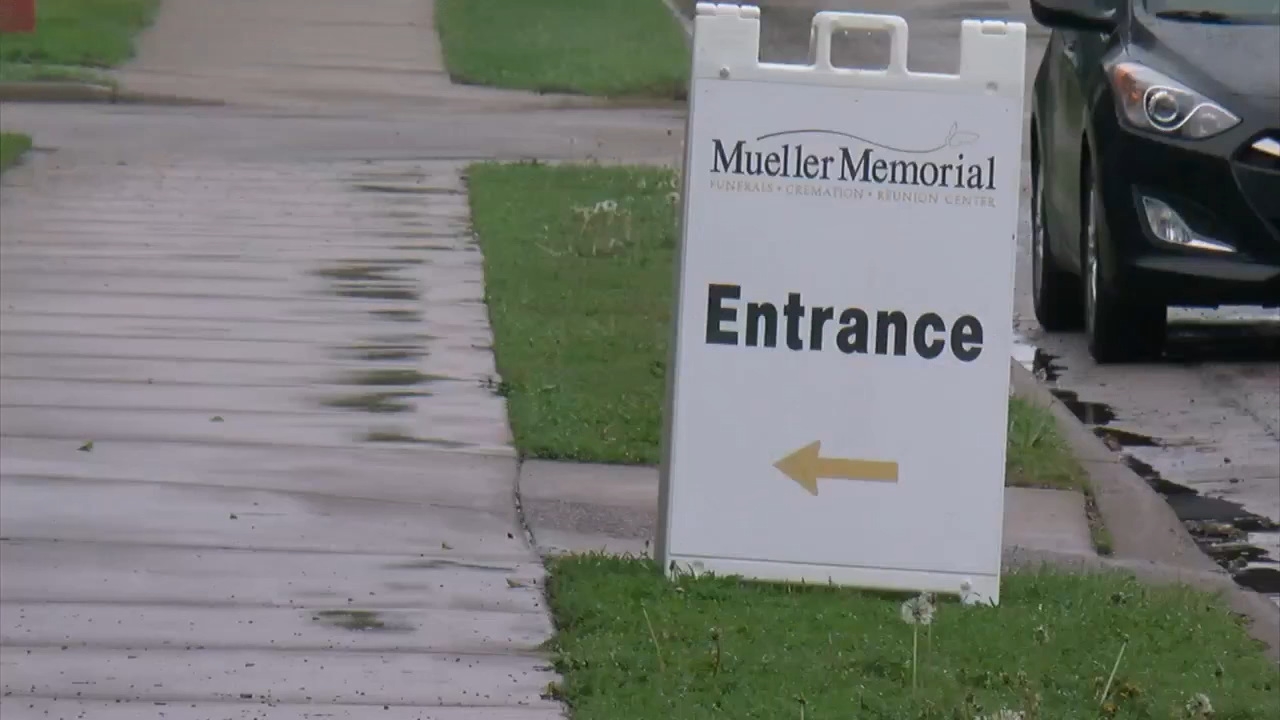 Mueller Memorial
FUNERALS • CREMATION • REUNION CENTER
Entrance